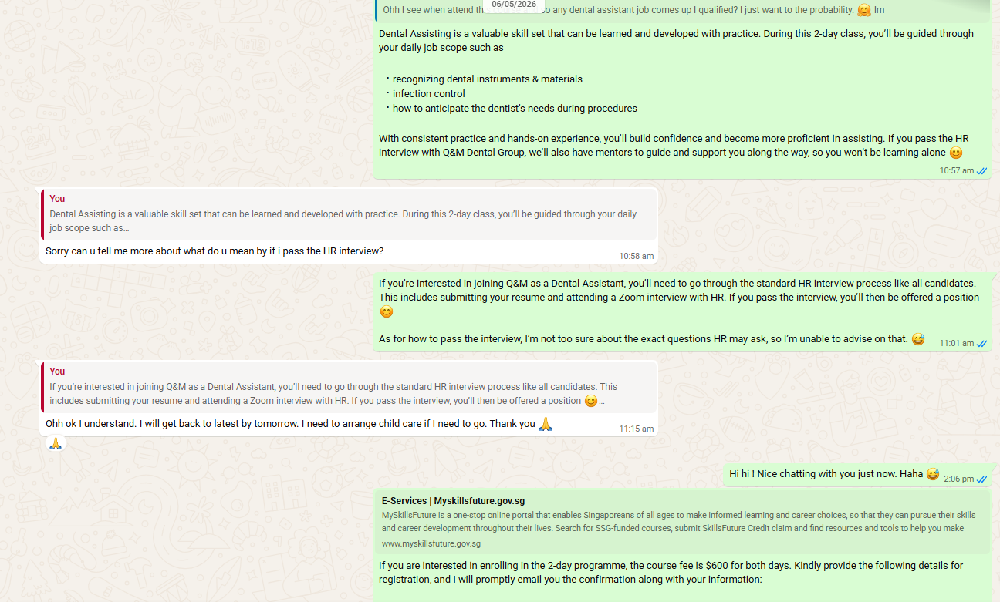 06/05/2026
Ohh I see when attend th so any dental assistant job comes up I qualified? I just want to the probability. 🤗 Im
Dental Assisting is a valuable skill set that can be learned and developed with practice. During this 2-day class, you’ll be guided through
your daily job scope such as
· recognizing dental instruments & materials
· infection control
· how to anticipate the dentist’s needs during procedures
With consistent practice and hands-on experience, you’ll build confidence and become more proficient in assisting. If you pass the HR
interview with Q&M Dental Group, we’ll also have mentors to guide and support you along the way, so you won’t be learning alone 😊
10:57 am
You
Dental Assisting is a valuable skill set that can be learned and developed with practice. During this 2-day class, you’ll be guided through your daily
job scope such as…
Sorry can u tell me more about what do u mean by if i pass the HR interview?
10:58 am
If you’re interested in joining Q&M as a Dental Assistant, you’ll need to go through the standard HR interview process like all candidates.
This includes submitting your resume and attending a Zoom interview with HR. If you pass the interview, you’ll then be offered a position
😊
As for how to pass the interview, I’m not too sure about the exact questions HR may ask, so I’m unable to advise on that. 😅 11:01 am
You
If you’re interested in joining Q&M as a Dental Assistant, you’ll need to go through the standard HR interview process like all candidates. This
includes submitting your resume and attending a Zoom interview with HR. If you pass the interview, you’ll then be offered a position 😊…
Ohh ok I understand. I will get back to latest by tomorrow. I need to arrange child care if I need to go. Thank you 🙏
11:15 am
🙏
Hi hi ! Nice chatting with you just now. Haha 😅 2:06 pm
E-Services | Myskillsfuture.gov.sg
MySkillsFuture is a one-stop online portal that enables Singaporeans of all ages to make informed learning and career choices, so that they can pursue their skills
and career development throughout their lives. Search for SSG-funded courses, submit SkillsFuture Credit claim and find resources and tools to help you make
www.myskillsfuture.gov.sg
If you are interested in enrolling in the 2-day programme, the course fee is $600 for both days. Kindly provide the following details for
registration, and I will promptly email you the confirmation along with your information: